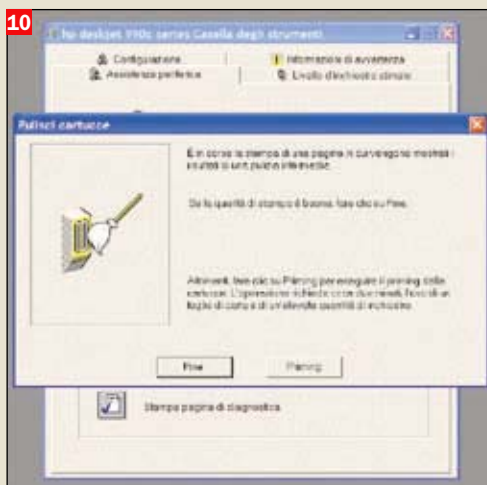 10
hp deskjet 990c series Casella degli strumenti
Configurazione
Informazioni di avvertenza
Assistenza periferica
Livello d'inchiostro stimato
Pulisci cartucce
È in corso la stampa di una pagina in cui vengono mostrati i
risultati di una pulizia intermedia.
Se la qualità di stampa è buona, fare clic su Fine.
Altrimenti, fare clic su Priming per eseguire il priming delle
cartucce. L'operazione richiede circa due minuti, l'uso di un
foglio di carta e di un'elevata quantità di inchiostro.
Fine
Priming
Stampa pagina di diagnostica